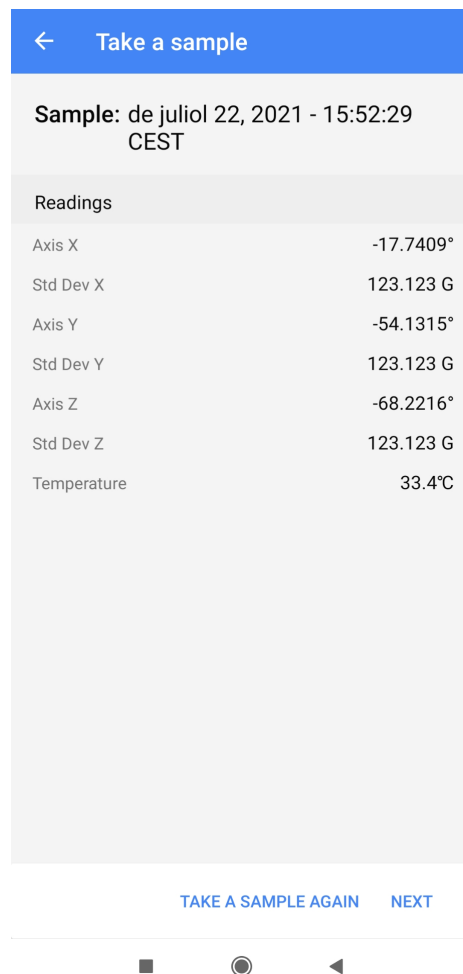 Take a sample
Sample: de juliol 22, 2021 - 15:52:29
CEST
Readings
Axis X -17.7409°
Std Dev X 123.123 G
Axis Y -54.1315°
Std Dev Y 123.123 G
Axis Z -68.2216°
Std Dev Z 123.123 G
Temperature 33.4°C
TAKE A SAMPLE AGAIN NEXT